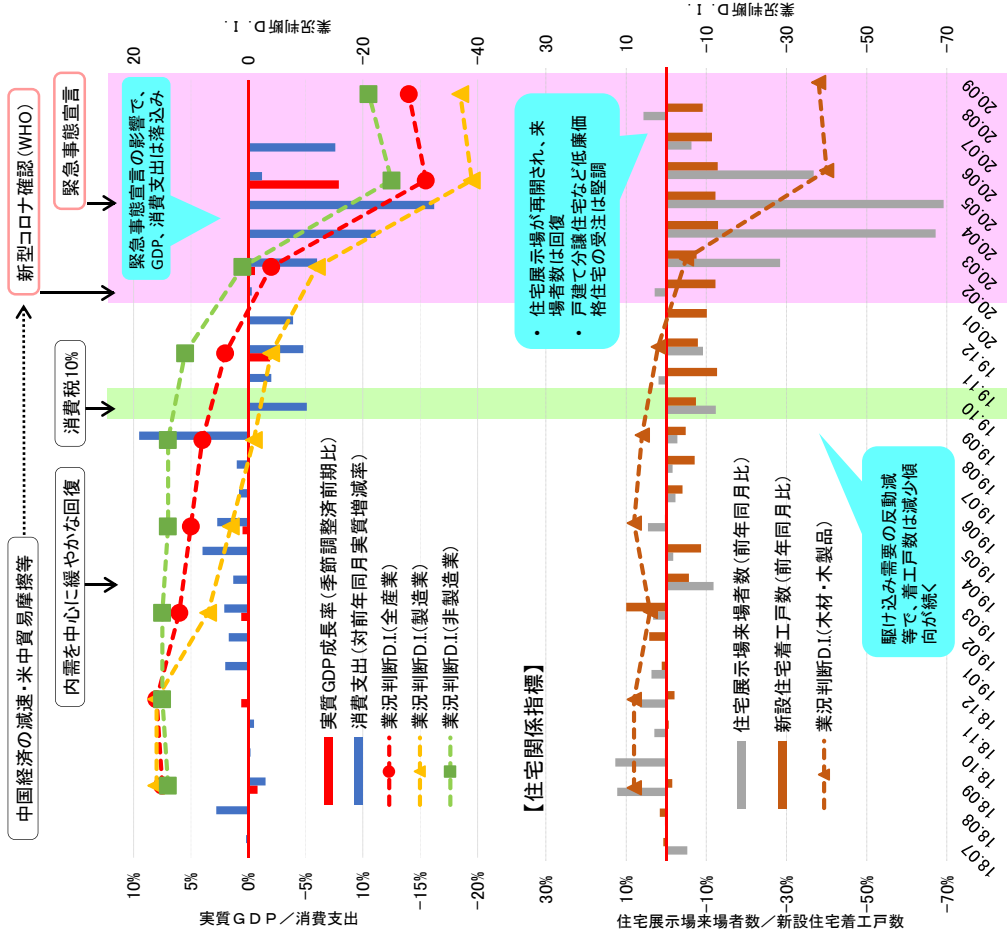 中国経済の減速・米中貿易摩擦等
新型コロナ確認(WHO)
内需を中心に緩やかな回復
消費税10%
緊急事態宣言
10%
5%
0
-5%
-10%
-15%
-20%
実質GDP/消費支出
20
0
-20
-40
業況判断D.I.
緊急事態宣言の影響で、
GDP、消費支出は落込み
実質GDP成長率(季節調整済前期比)
消費支出(対前年同月実質増減率)
業況判断D.I.(全産業)
業況判断D.I.(製造業)
業況判断D.I.(非製造業)
【住宅関係指標】
30%
10%
-10%
-30%
-50%
-70%
住宅展示場来場者数/新設住宅着工戸数
30
10
-10
-30
-50
-70
業況判断D.I.
・ 住宅展示場が再開され、来
場者数は回復
・ 戸建て分譲住宅など低廉価
格住宅の受注は堅調
住宅展示場来場者数(前年同月比)
新設住宅着工戸数(前年同月比)
業況判断D.I.(木材・木製品)
駆け込み需要の反動減
等で、着工戸数は減少傾
向が続く
18.07
18.08
18.09
18.10
18.11
18.12
19.01
19.02
19.03
19.04
19.05
19.06
19.07
19.08
19.09
19.10
19.11
19.12
20.01
20.02
20.03
20.04
20.05
20.06
20.07
20.08
20.09